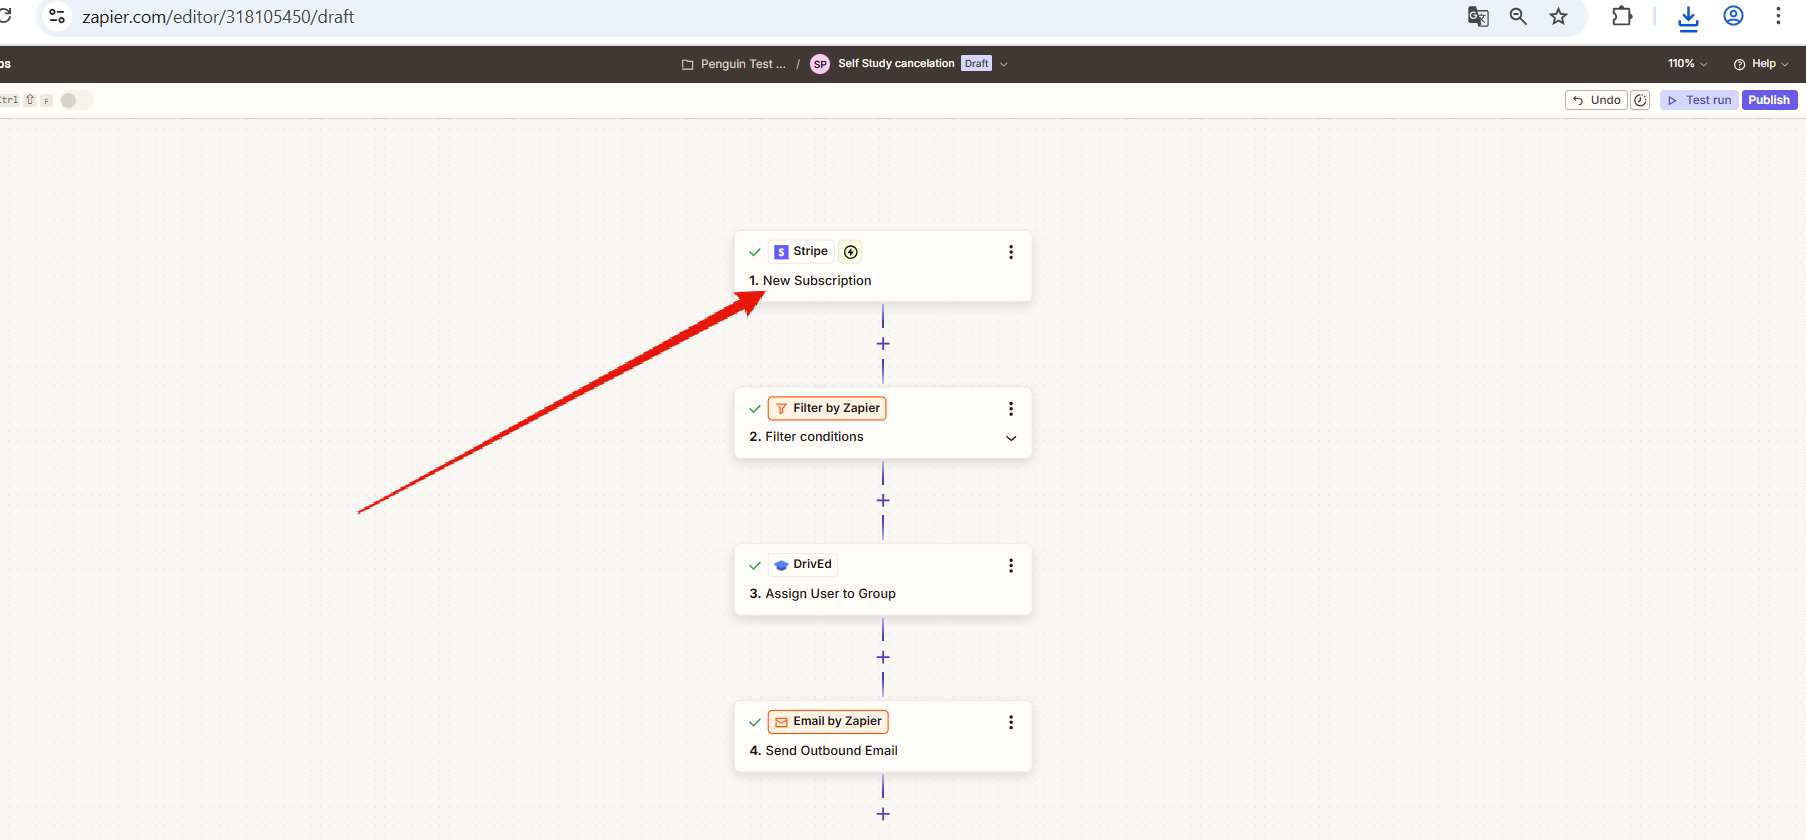 zapier.com/editor/318105450/draft
ps
Penguin Test ... / SP Self Study cancelation Draft
110%
Help
Ctrl ⇧ F
Undo
Test run
Publish
Stripe
1. New Subscription
Filter by Zapier
2. Filter conditions
DrivEd
3. Assign User to Group
Email by Zapier
4. Send Outbound Email